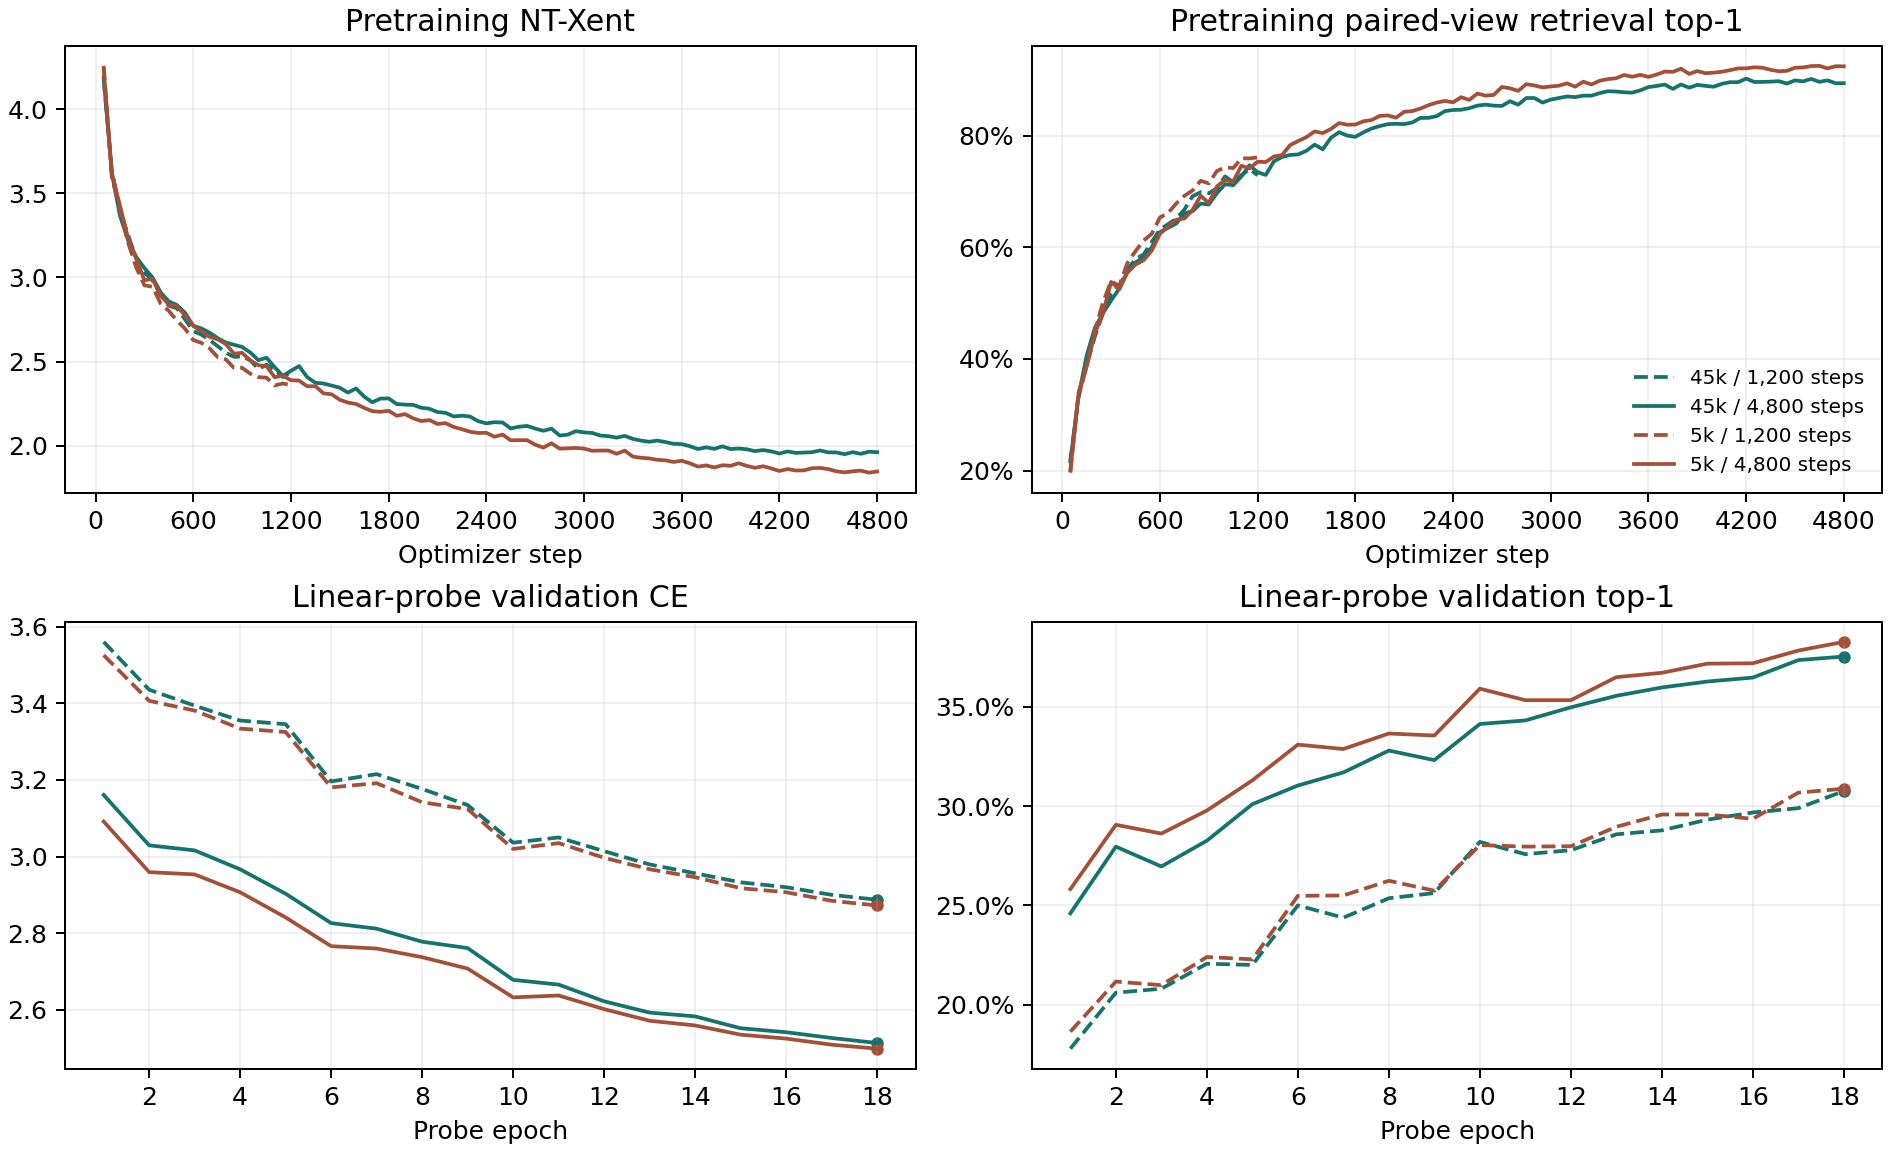 Pretraining NT-Xent
4.0
3.5
3.0
2.5
2.0
0 600 1200 1800 2400 3000 3600 4200 4800
Optimizer step
Pretraining paired-view retrieval top-1
80%
60%
40%
20%
45k / 1,200 steps
45k / 4,800 steps
5k / 1,200 steps
5k / 4,800 steps
0 600 1200 1800 2400 3000 3600 4200 4800
Optimizer step
Linear-probe validation CE
3.6
3.4
3.2
3.0
2.8
2.6
2 4 6 8 10 12 14 16 18
Probe epoch
Linear-probe validation top-1
35.0%
30.0%
25.0%
20.0%
2 4 6 8 10 12 14 16 18
Probe epoch